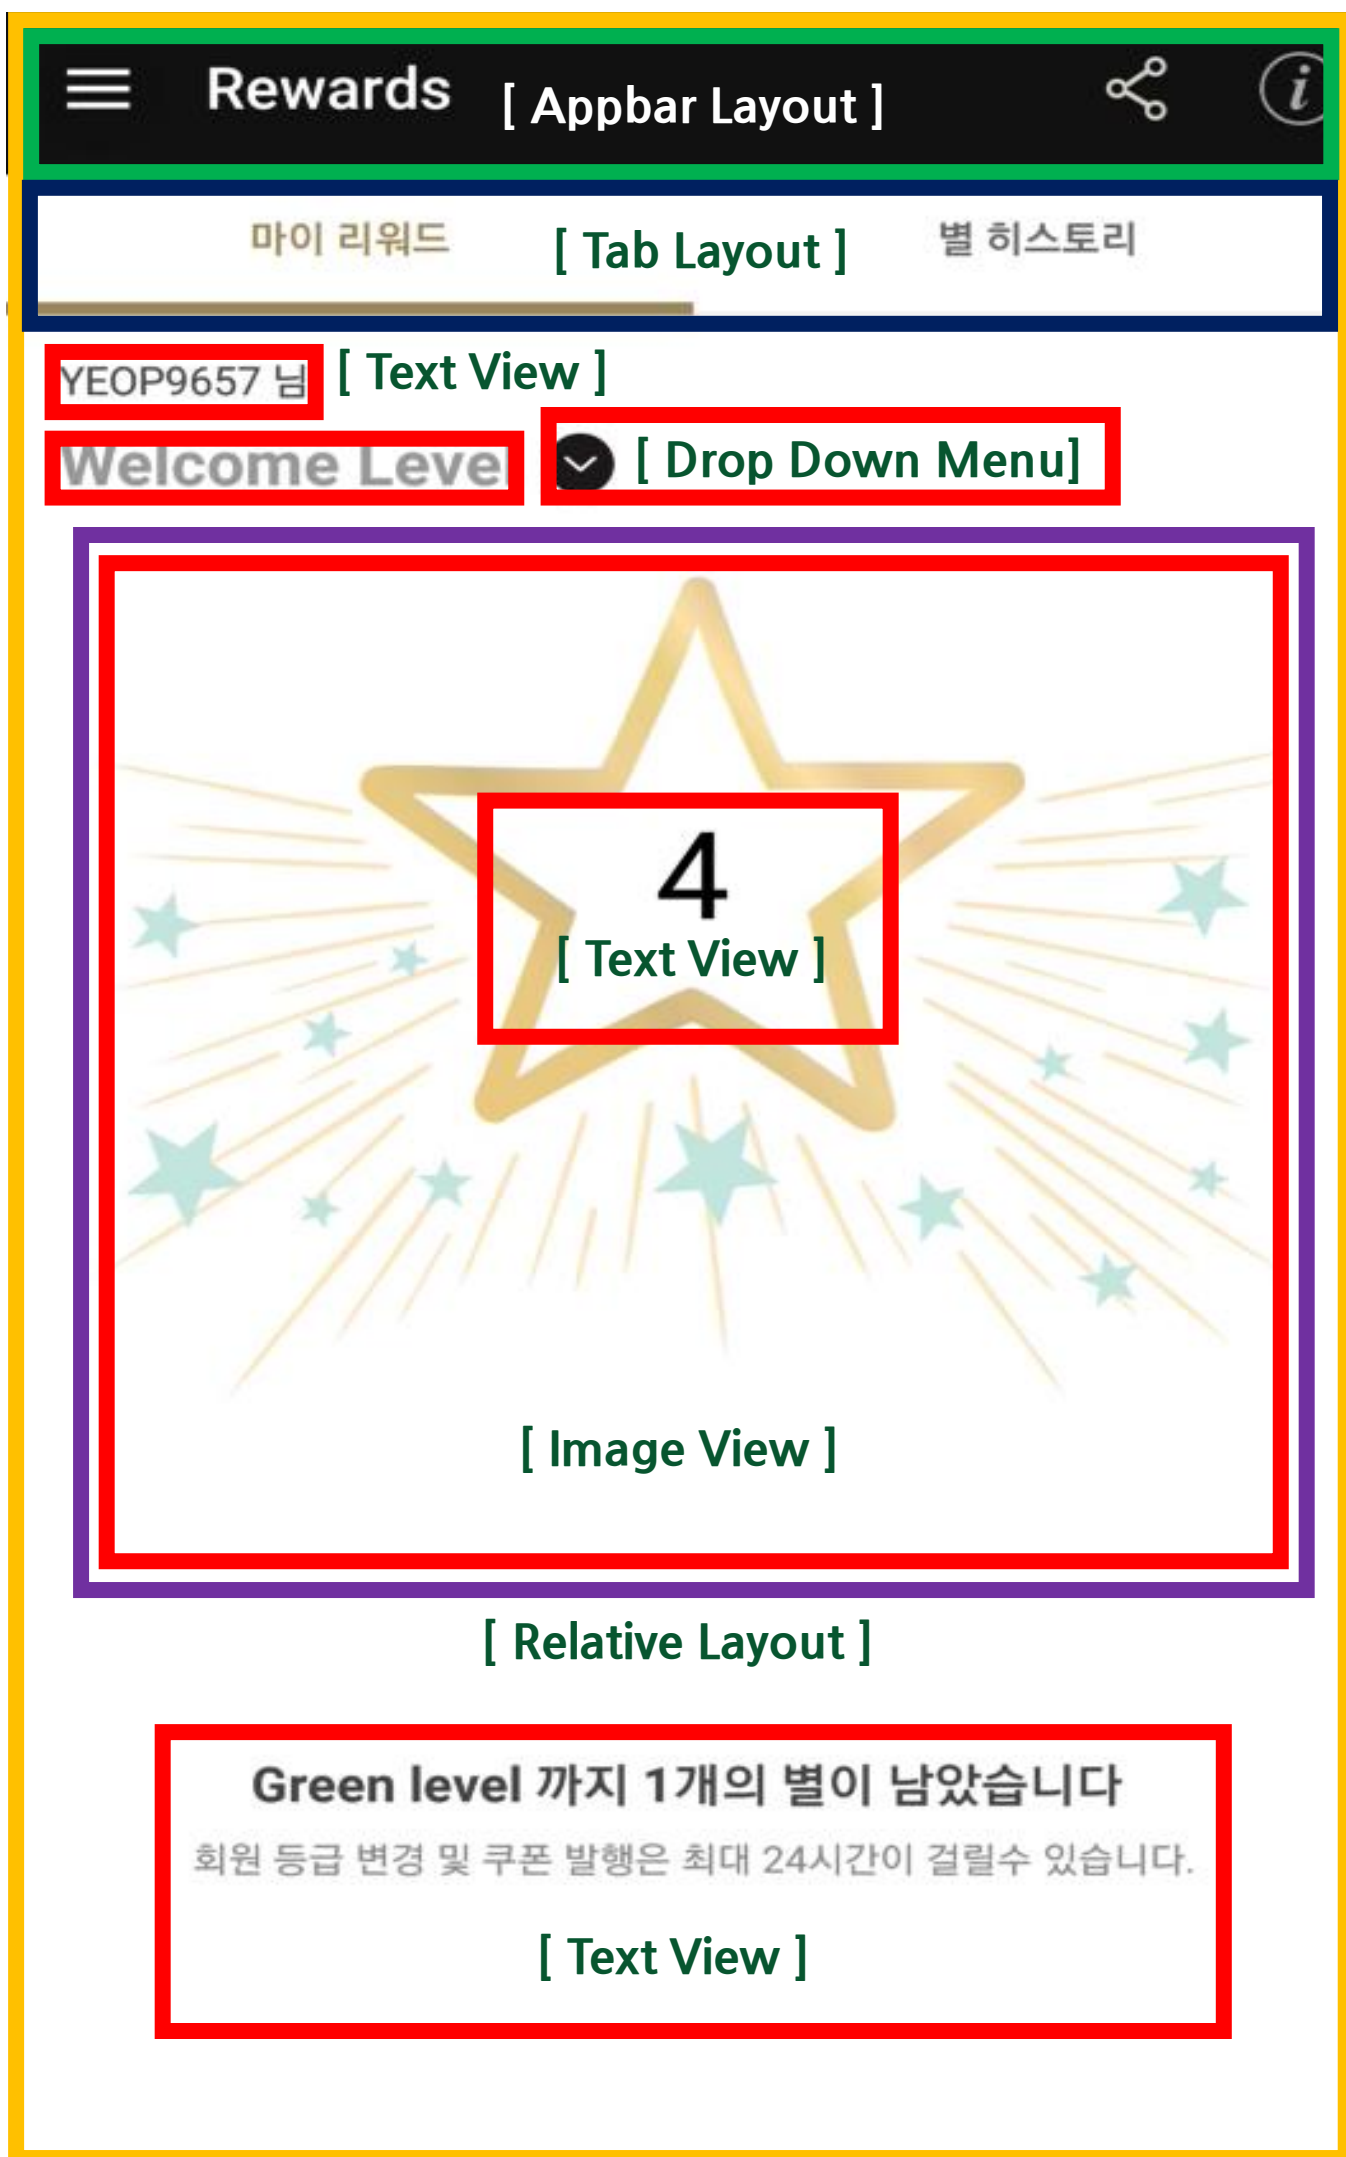 Rewards [ Appbar Layout ] i
마이 리워드 [ Tab Layout ] 별 히스토리
YEOP9657 님 [ Text View ]
Welcome Level [ Drop Down Menu]
4
[ Text View ]
[ Image View ]
[ Relative Layout ]
Green level 까지 1개의 별이 남았습니다
회원 등급 변경 및 쿠폰 발행은 최대 24시간이 걸릴수 있습니다.
[ Text View ]